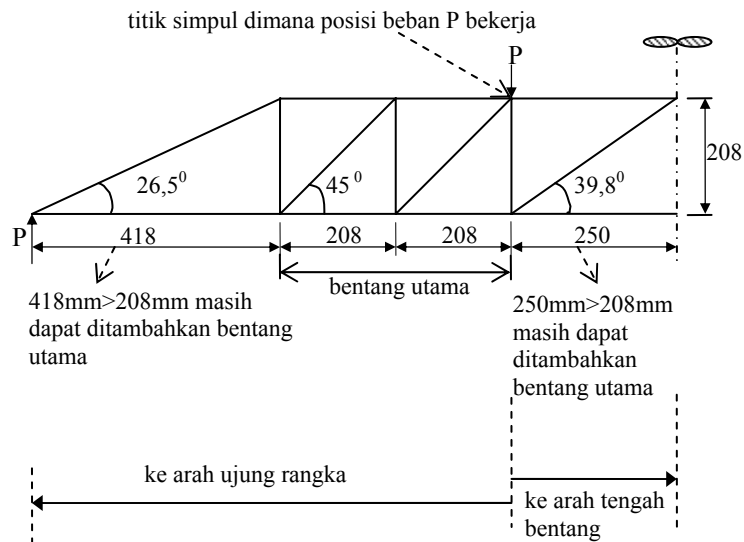 titik simpul dimana posisi beban P bekerja
P
208
26,5⁰
45⁰
39,8⁰
P
418
208
208
250
bentang utama
418mm>208mm masih
dapat ditambahkan bentang
utama
250mm>208mm
masih dapat
ditambahkan
bentang utama
ke arah ujung rangka
ke arah tengah
bentang